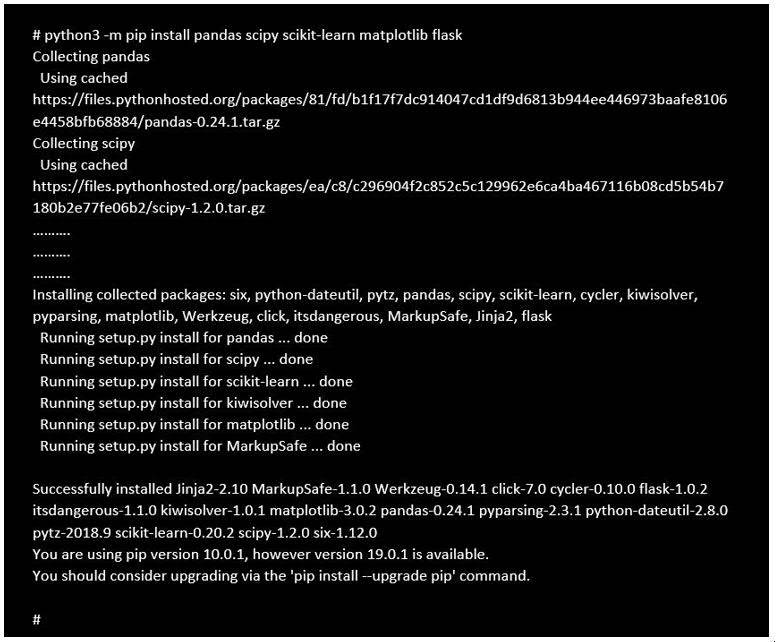 # python3 -m pip install pandas scipy scikit-learn matplotlib flask
Collecting pandas
Using cached
https://files.pythonhosted.org/packages/81/fd/b1f17f7dc914047cd1df9d6813b944ee446973baafe8106
e4458bfb68884/pandas-0.24.1.tar.gz
Collecting scipy
Using cached
https://files.pythonhosted.org/packages/ea/c8/c296904f2c852c5c129962e6ca4ba467116b08cd5b54b7
180b2e77fe06b2/scipy-1.2.0.tar.gz
..........
..........
..........
Installing collected packages: six, python-dateutil, pytz, pandas, scipy, scikit-learn, cycler, kiwisolver,
pyparsing, matplotlib, Werkzeug, click, itsdangerous, MarkupSafe, Jinja2, flask
Running setup.py install for pandas ... done
Running setup.py install for scipy ... done
Running setup.py install for scikit-learn ... done
Running setup.py install for kiwisolver ... done
Running setup.py install for matplotlib ... done
Running setup.py install for MarkupSafe ... done
Successfully installed Jinja2-2.10 MarkupSafe-1.1.0 Werkzeug-0.14.1 click-7.0 cycler-0.10.0 flask-1.0.2
itsdangerous-1.1.0 kiwisolver-1.0.1 matplotlib-3.0.2 pandas-0.24.1 pyparsing-2.3.1 python-dateutil-2.8.0
pytz-2018.9 scikit-learn-0.20.2 scipy-1.2.0 six-1.12.0
You are using pip version 10.0.1, however version 19.0.1 is available.
You should consider upgrading via the 'pip install --upgrade pip' command.
#